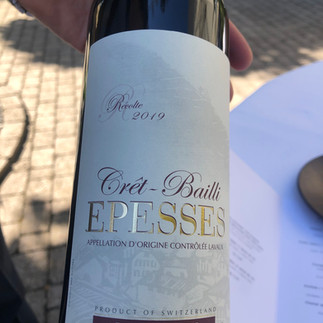 Récolte
2019
Crêt-Bailli
EPESSES
APPELLATION D'ORIGINE CONTRÔLÉE LAVAUX
PRODUCT OF SWITZERLAND